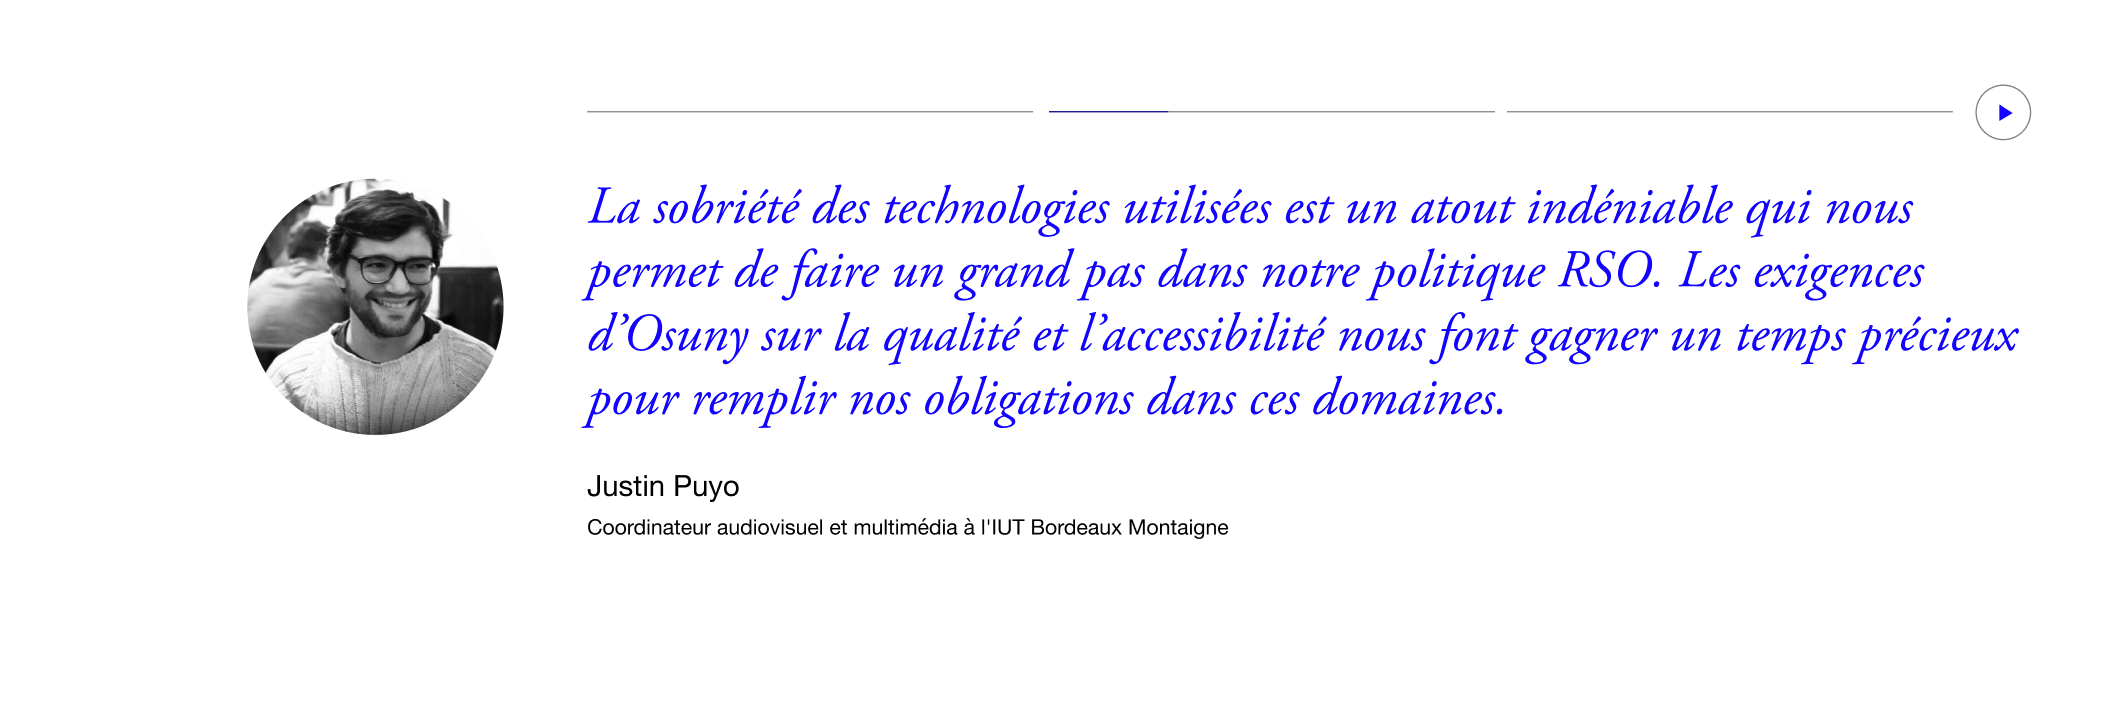 La sobriété des technologies utilisées est un atout indéniable qui nous
permet de faire un grand pas dans notre politique RSO. Les exigences
d’Osuny sur la qualité et l’accessibilité nous font gagner un temps précieux
pour remplir nos obligations dans ces domaines.
Justin Puyo
Coordinateur audiovisuel et multimédia à l'IUT Bordeaux Montaigne